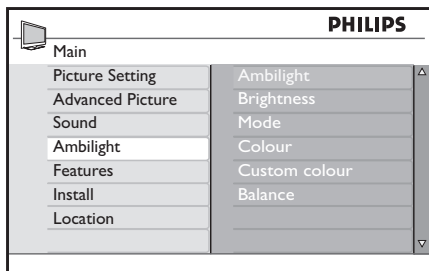 PHILIPS
Main
Picture Setting
Advanced Picture
Sound
Ambilight
Features
Install
Location
Ambilight
Brightness
Mode
Colour
Custom colour
Balance